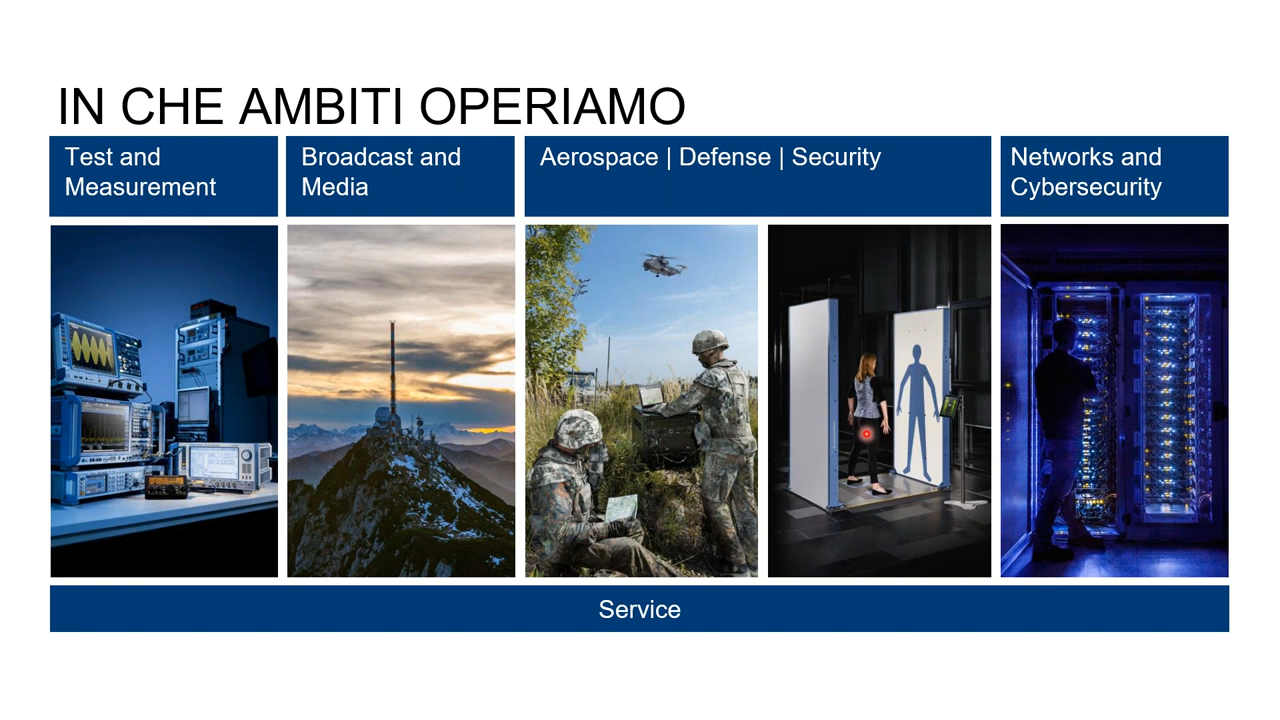 IN CHE AMBITI OPERIAMO
Test and
Measurement
Broadcast and
Media
Aerospace | Defense | Security
Networks and
Cybersecurity
Service